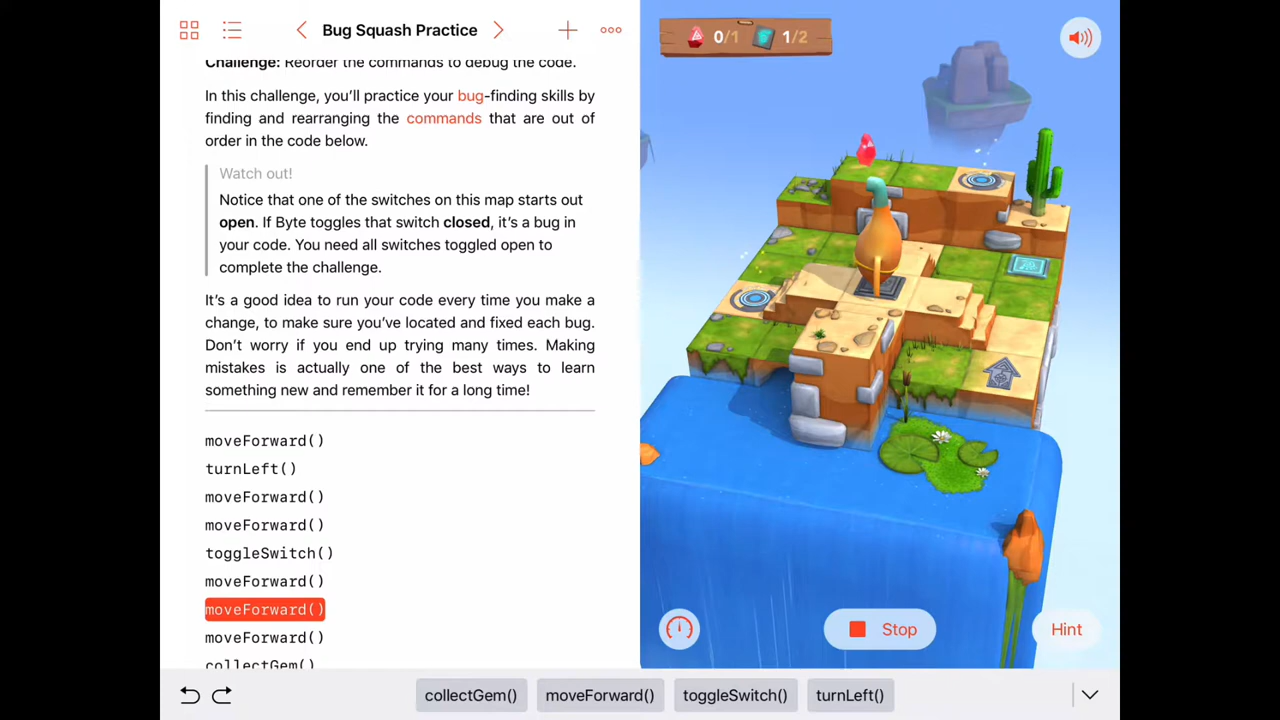 Bug Squash Practice
0/1 1/2
Challenge: Reorder the commands to debug the code.
In this challenge, you’ll practice your bug-finding skills by
finding and rearranging the commands that are out of
order in the code below.
Watch out!
Notice that one of the switches on this map starts out
open. If Byte toggles that switch closed, it’s a bug in
your code. You need all switches toggled open to
complete the challenge.
It’s a good idea to run your code every time you make a
change, to make sure you’ve located and fixed each bug.
Don’t worry if you end up trying many times. Making
mistakes is actually one of the best ways to learn
something new and remember it for a long time!
moveForward()
turnLeft()
moveForward()
moveForward()
toggleSwitch()
moveForward()
moveForward()
moveForward()
collectGem()
Stop
Hint
collectGem() moveForward() toggleSwitch() turnLeft()